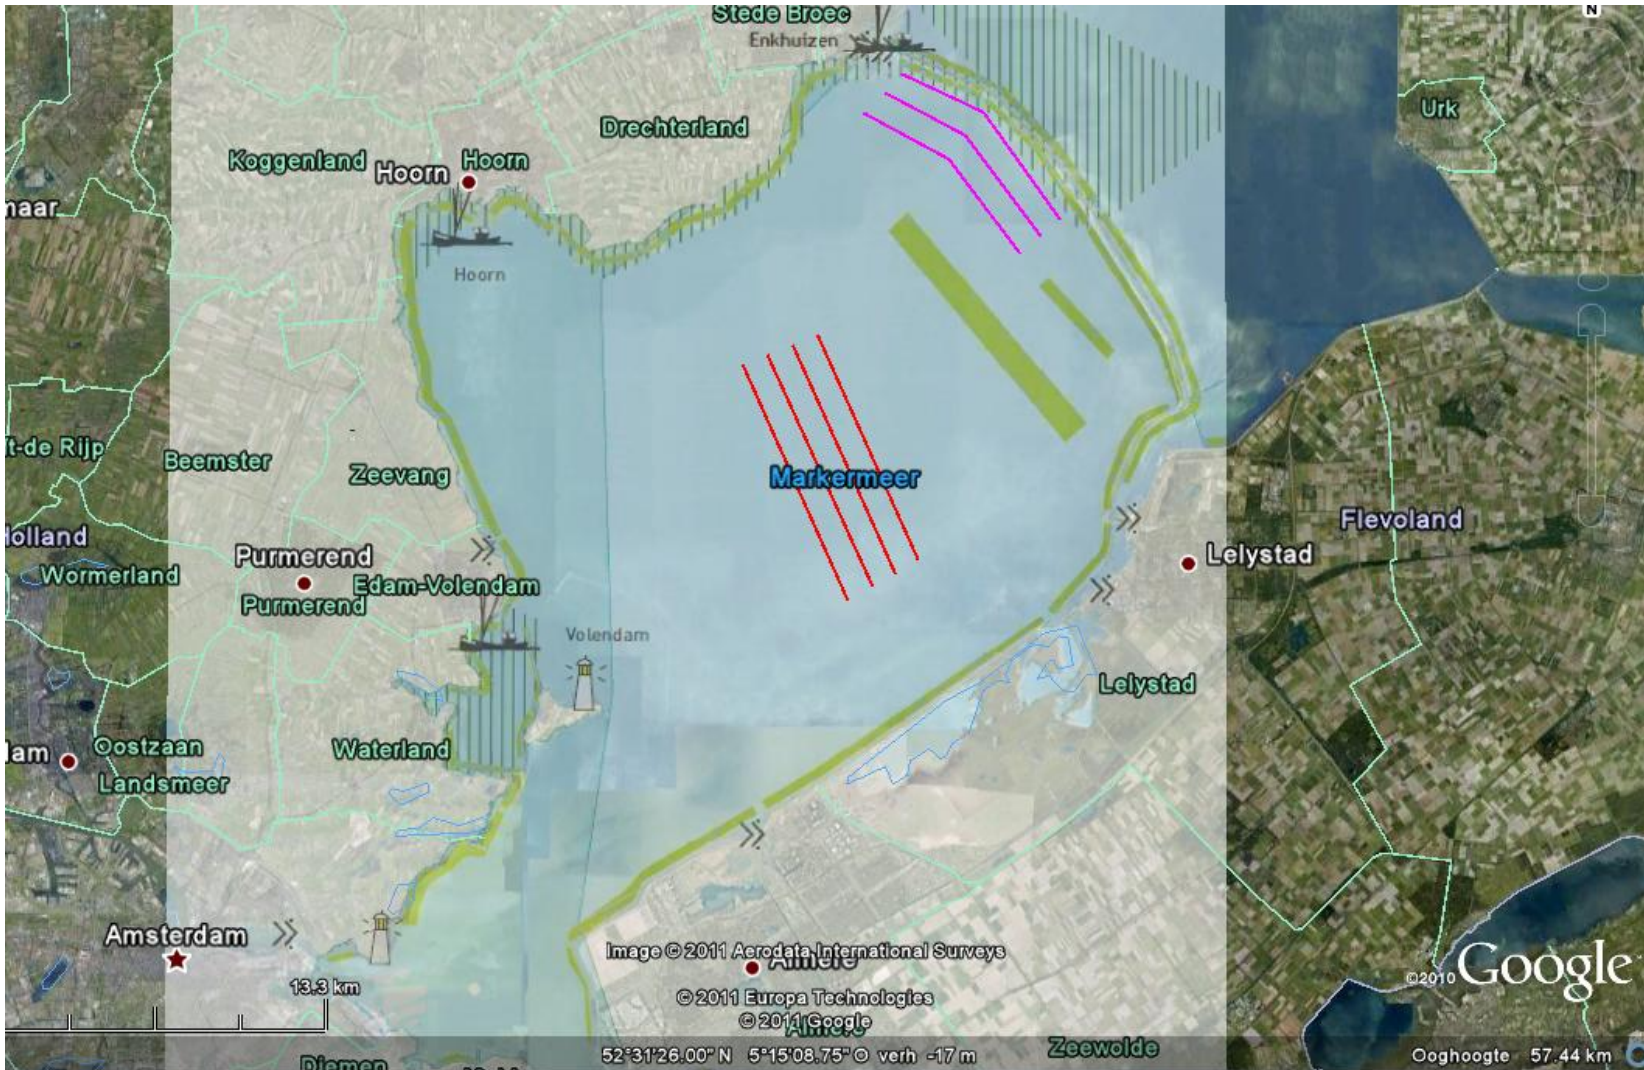 Stede Broec
Enkhuizen
N
Urk
Drechterland
Koggenland
Hoorn
Hoorn
naar
Hoorn
t-de Rijp
Beemster
Zeevang
Markermeer
Flevoland
Holland
Purmerend
Lelystad
Wormerland
Edam-Volendam
Purmerend
Volendam
Lelystad
Waterland
Oostzaan
lam
Landsmeer
Amsterdam
Image © 2011 Aerodata International Surveys
Almere
13.3 km
© 2011 Europa Technologies
© 2011 Google
Almere
©2010 Google
Diemen
52°31'26.00" N 5°15'08.75" O verh -17 m
Zeewolde
Ooghoogte 57.44 km